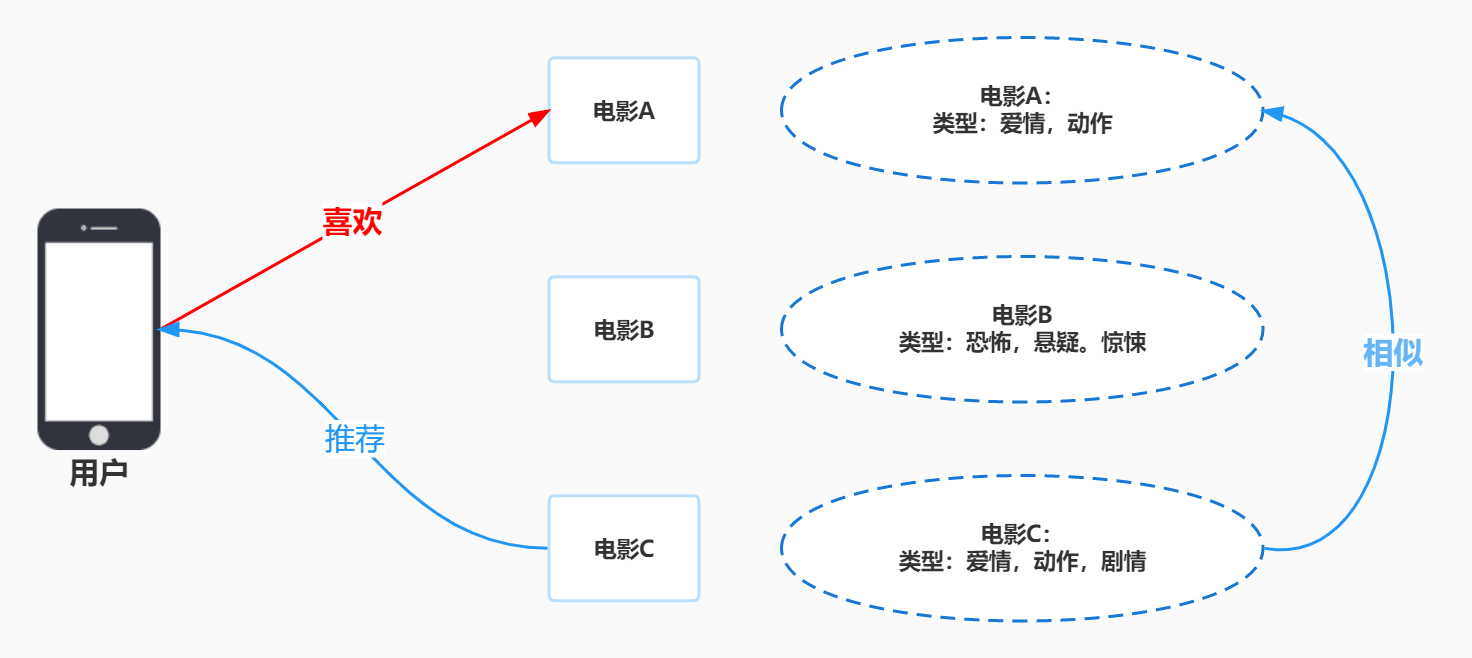 电影A
电影A：
类型：爱情，动作
喜欢
电影B
电影B
类型：恐怖，悬疑。惊悚
相似
推荐
用户
电影C
电影C：
类型：爱情，动作，剧情